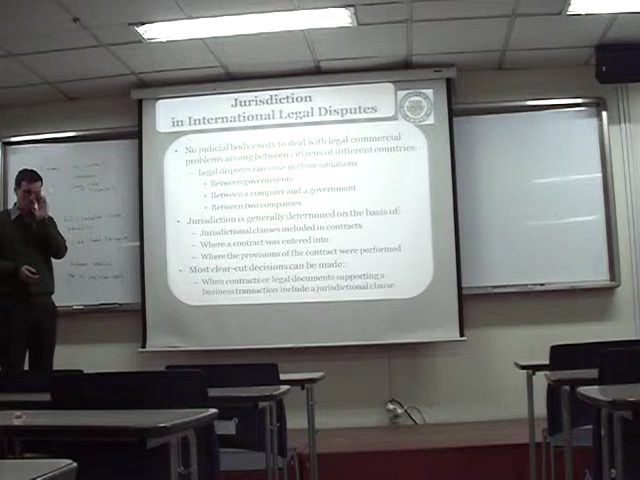 Jurisdiction
in International Legal Disputes
• No judicial body exists to deal with legal commercial
problems arising between citizens of different countries
– Legal disputes can arise in three situations
• Between governments
• Between a company and a government
• Between two companies
• Jurisdiction is generally determined on the basis of:
– Jurisdictional clauses included in contracts
– Where a contract was entered into
– Where the provisions of the contract were performed
• Most clear-cut decisions can be made:
– When contracts or legal documents supporting a
business transaction include a jurisdictional clause